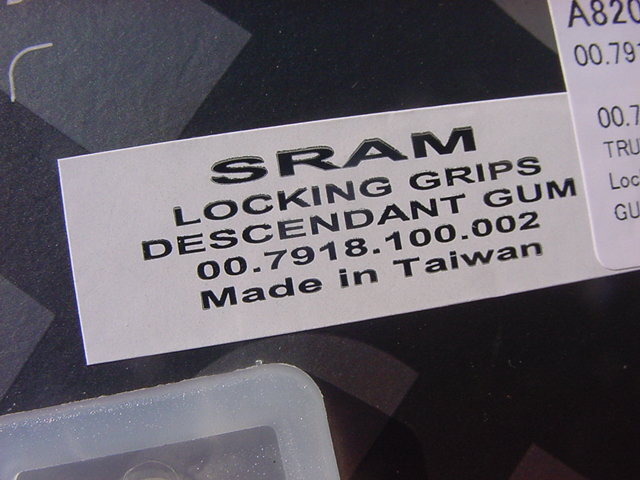 SRAM
LOCKING GRIPS
DESCENDANT GUM
00.7918.100.002
Made in Taiwan
A820
00.791
00.7
TRU
Loc
GU